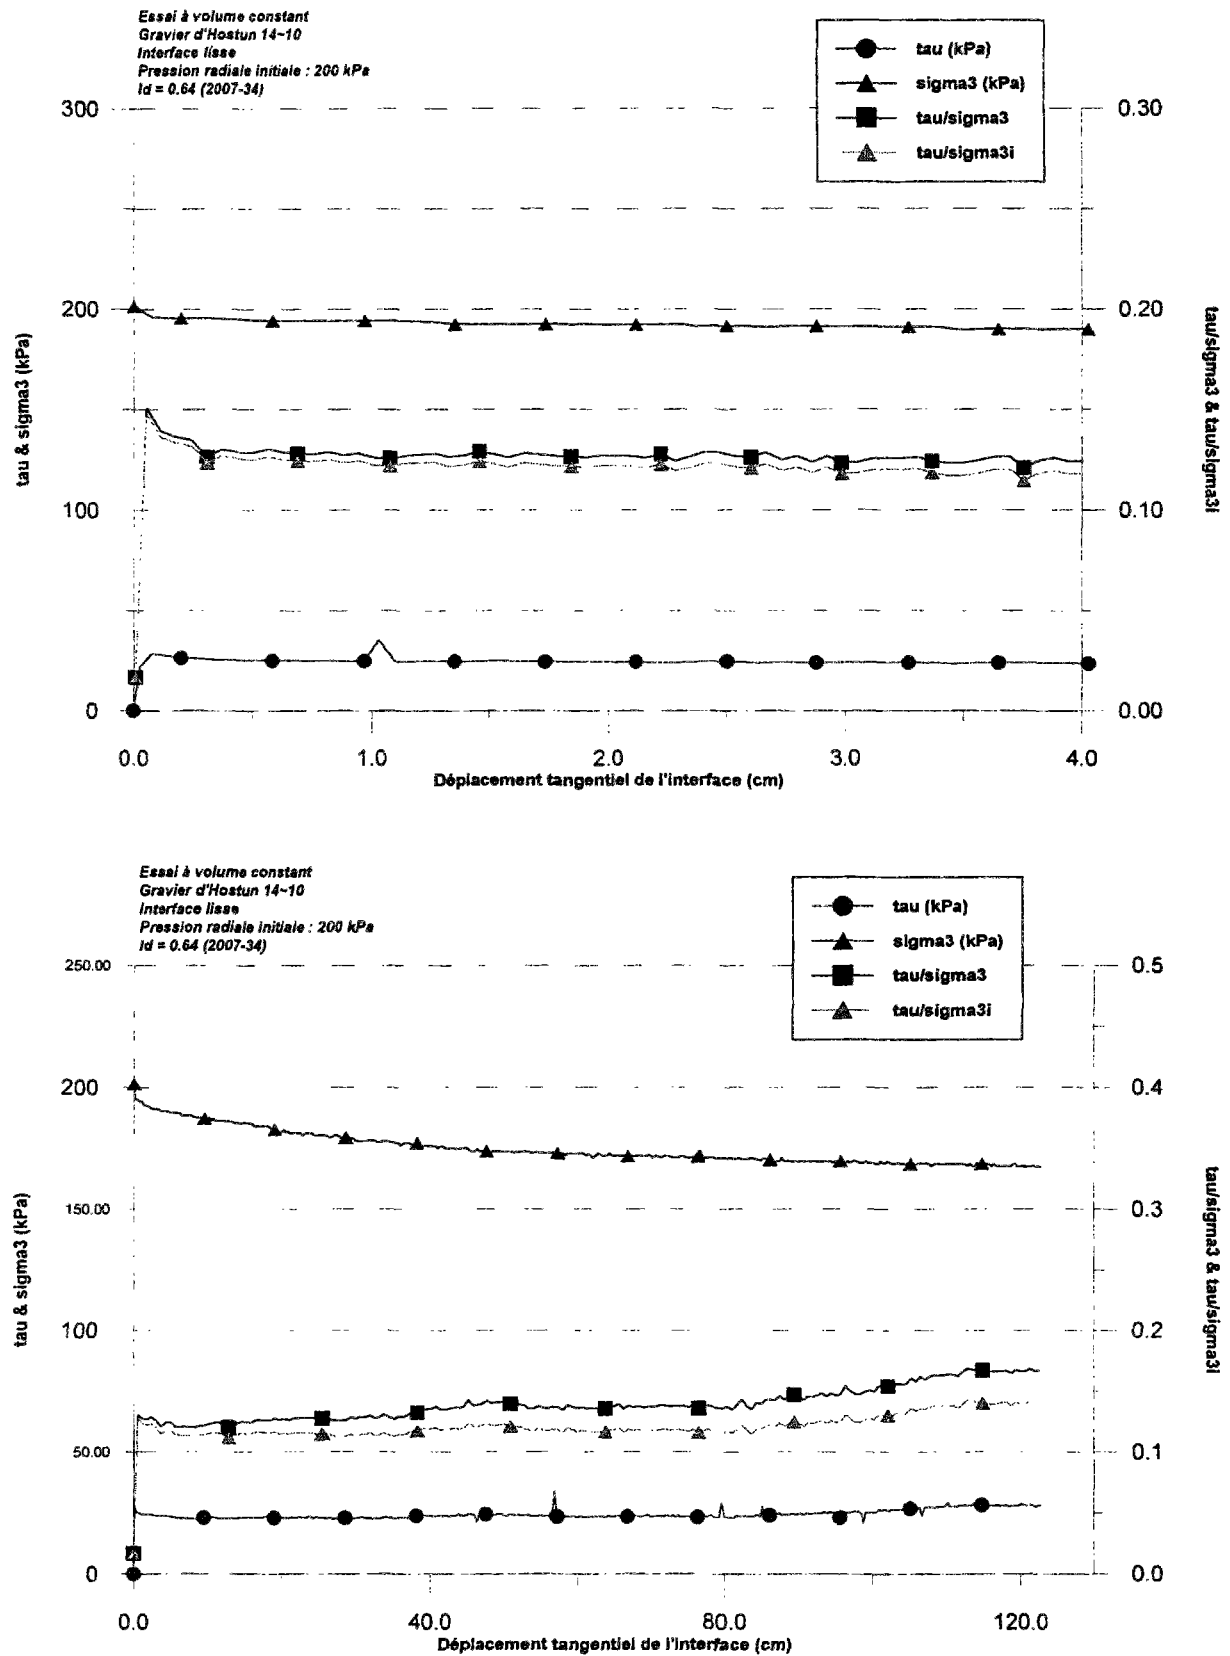 Essai à volume constant
Gravier d'Hostun 14~10
Interface lisse
Pression radiale initiale : 200 kPa
Id = 0.64 (2007-34)
tau (kPa)
sigma3 (kPa)
tau/sigma3
tau/sigma3i
300
200
100
0
tau & sigma3 (kPa)
0.30
0.20
0.10
0.00
tau/sigma3 & tau/sigma3i
0.0 1.0 2.0 3.0 4.0
Déplacement tangentiel de l'interface (cm)
Essai à volume constant
Gravier d'Hostun 14~10
Interface lisse
Pression radiale initiale : 200 kPa
Id = 0.64 (2007-34)
tau (kPa)
sigma3 (kPa)
tau/sigma3
tau/sigma3i
250.00
200
150.00
100
50.00
0
tau & sigma3 (kPa)
0.5
0.4
0.3
0.2
0.1
0.0
tau/sigma3 & tau/sigma3i
0.0 40.0 80.0 120.0
Déplacement tangentiel de l'interface (cm)